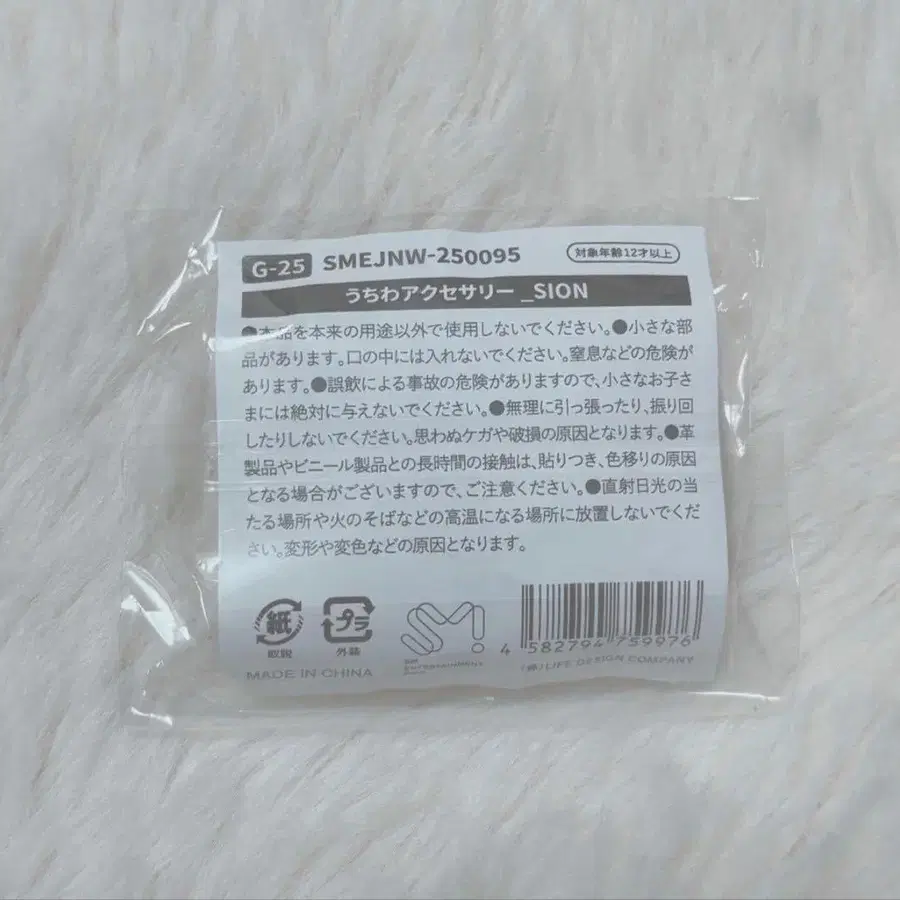 G-25 SMEJNW-250095 対象年齢12才以上
うちわアクセサリー _SION
●本品を本来の用途以外で使用しないでください。●小さな部
品があります。口の中には入れないでください。窒息などの危険が
あります。●誤飲による事故の危険がありますので、小さなお子さ
まには絶対に与えないでください。●無理に引っ張ったり、振り回
したりしないでください。思わぬケガや破損の原因となります。●革
製品やビニール製品との長時間の接触は、貼りつき、色移りの原因
となる場合がございますので、ご注意ください。●直射日光の当
たる場所や火のそばなどの高温になる場所に放置しないでくだ
さい。変形や変色などの原因となります。
紙 プラ SM!
取説 外装
SM
ENTERTAINMENT
4 582794 759976
MADE IN CHINA
(株)LIFE DESIGN COMPANY